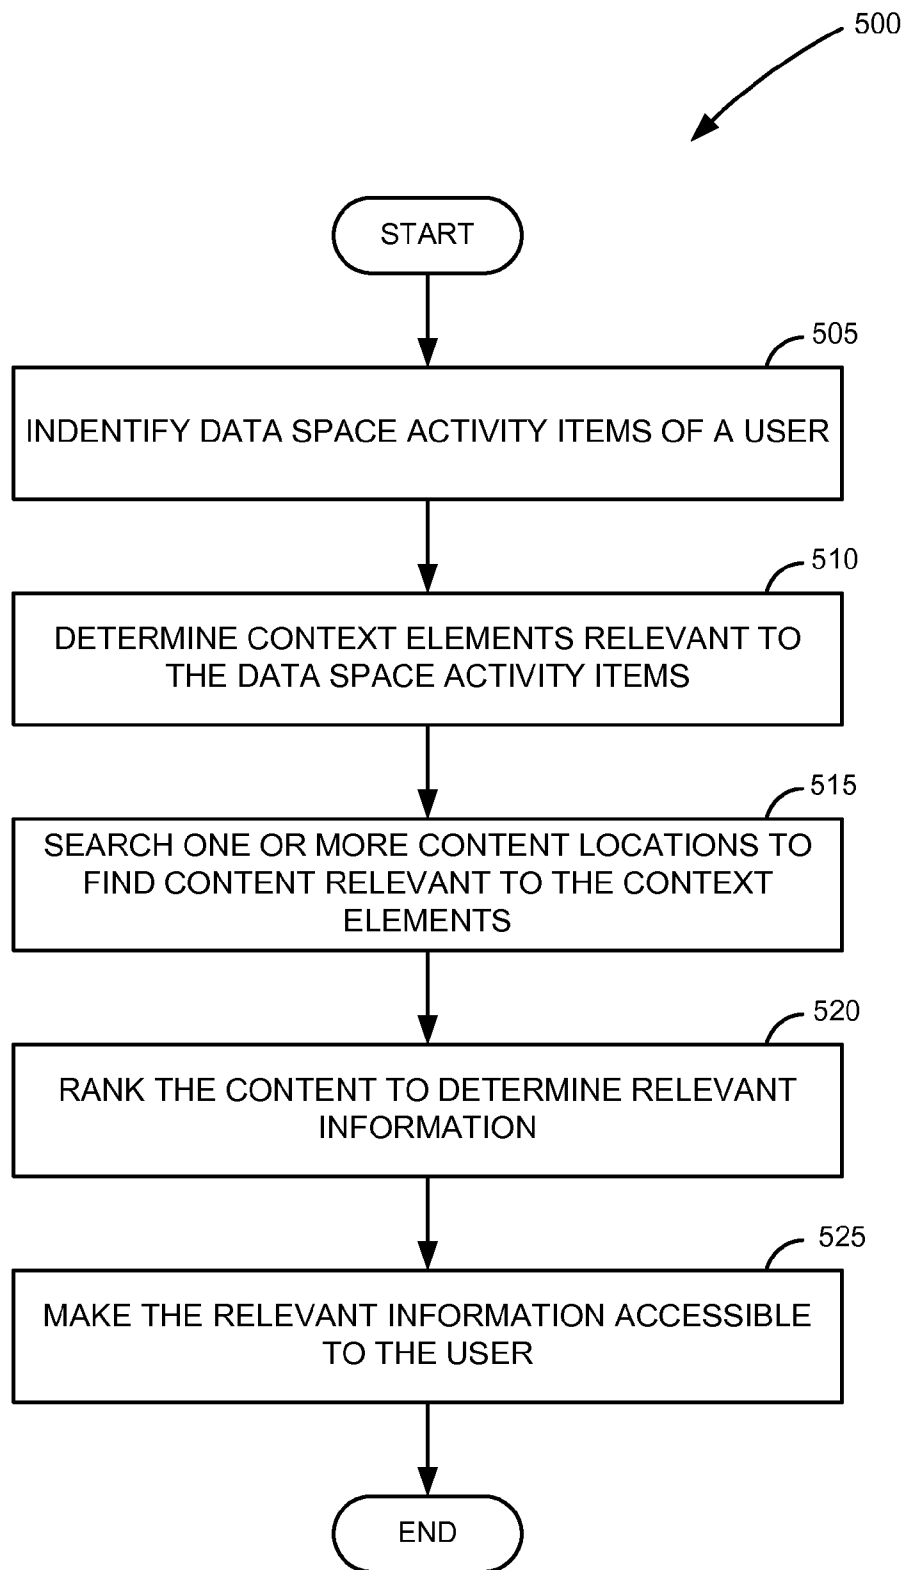 500
START
505
INDENTIFY DATA SPACE ACTIVITY ITEMS OF A USER
510
DETERMINE CONTEXT ELEMENTS RELEVANT TO
THE DATA SPACE ACTIVITY ITEMS
515
SEARCH ONE OR MORE CONTENT LOCATIONS TO
FIND CONTENT RELEVANT TO THE CONTEXT
ELEMENTS
520
RANK THE CONTENT TO DETERMINE RELEVANT
INFORMATION
525
MAKE THE RELEVANT INFORMATION ACCESSIBLE
TO THE USER
END